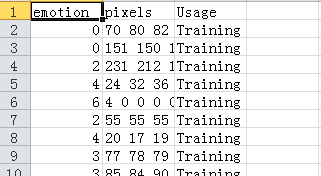 emotion pixels Usage
1
2 0 70 80 82 Training
3 0 151 150 1 Training
4 2 231 212 1 Training
5 4 24 32 36 Training
6 6 4 0 0 0 0 Training
7 2 55 55 55 Training
8 4 20 17 19 Training
9 3 77 78 79 Training
10 3 85 84 90 Training